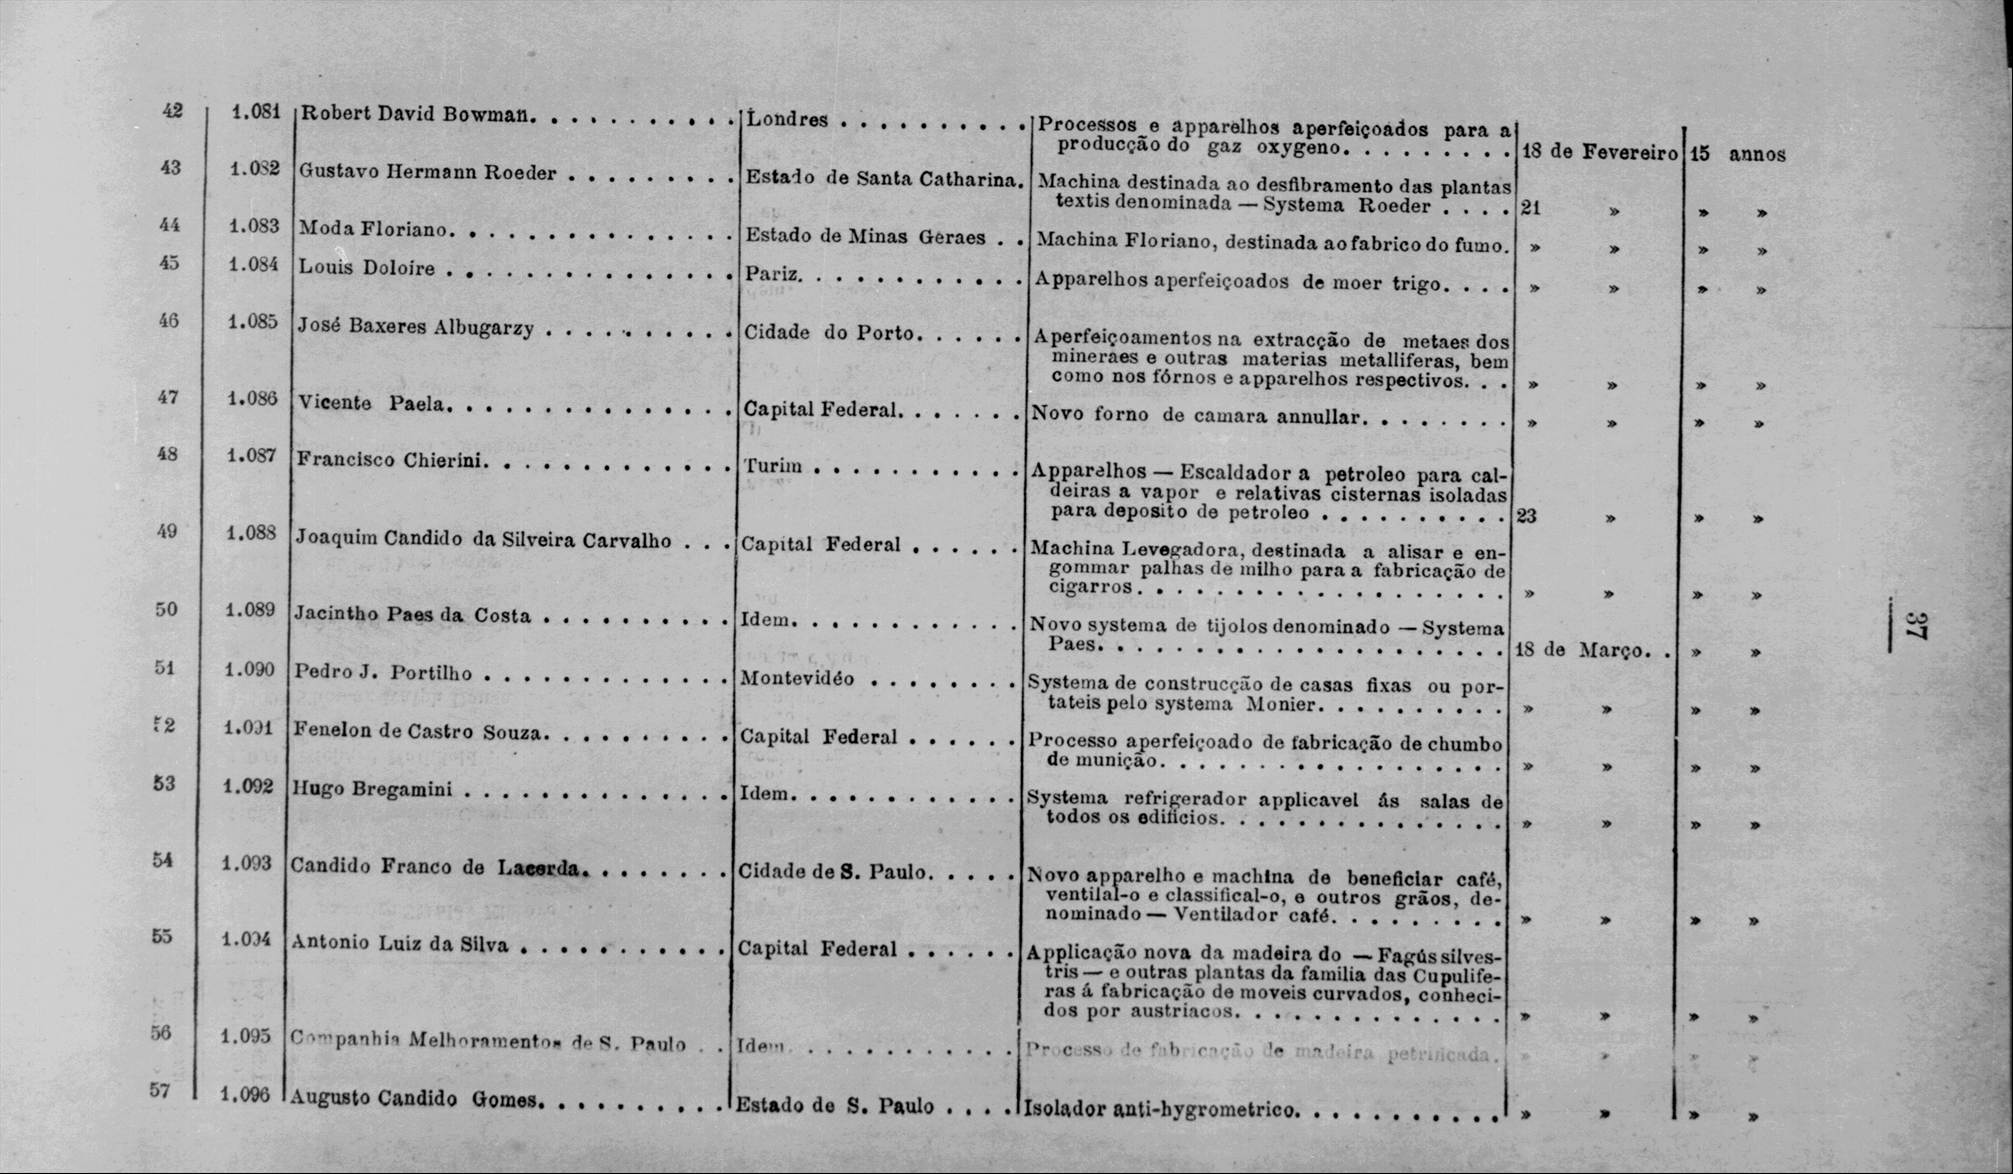 42 1.081 Robert David Bowman. . . . . . . . . . . Londres . . . . . . . . . . Processos e apparelhos aperfeiçoados para a
producção do gaz oxygeno. . . . . . . . . 18 de Fevereiro 15 annos
43 1.082 Gustavo Hermann Roeder . . . . . . . . . Estado de Santa Catharina. Machina destinada ao desfibramento das plantas
textis denominada — Systema Roeder . . . . 21 » » »
44 1.083 Moda Floriano. . . . . . . . . . . . . . . Estado de Minas Geraes . . Machina Floriano, destinada ao fabrico do fumo. » » » »
45 1.084 Louis Doloire . . . . . . . . . . . . . . . Pariz. . . . . . . . . . . . Apparelhos aperfeiçoados de moer trigo. . . . » » » »
46 1.085 José Baxeres Albugarzy . . . . . . . . . . Cidade do Porto. . . . . . Aperfeiçoamentos na extracção de metaes dos
mineraes e outras materias metalliferas, bem
como nos fórnos e apparelhos respectivos. . . » » » »
47 1.086 Vicente Paela. . . . . . . . . . . . . . . Capital Federal. . . . . . . Novo forno de camara annullar. . . . . . . . » » » »
48 1.087 Francisco Chierini. . . . . . . . . . . . . Turim . . . . . . . . . . . Apparelhos — Escaldador a petroleo para cal-
deiras a vapor e relativas cisternas isoladas
para deposito de petroleo . . . . . . . . . . 23 » » »
49 1.088 Joaquim Candido da Silveira Carvalho . . . Capital Federal . . . . . . Machina Levegadora, destinada a alisar e en-
gommar palhas de milho para a fabricação de
cigarros. . . . . . . . . . . . . . . . . . . » » » »
50 1.089 Jacintho Paes da Costa . . . . . . . . . . Idem. . . . . . . . . . . . Novo systema de tijolos denominado — Systema
Paes. . . . . . . . . . . . . . . . . . . . . 18 de Março. . » »
51 1.090 Pedro J. Portilho . . . . . . . . . . . . . Montevidéo . . . . . . . . Systema de construcção de casas fixas ou por-
tateis pelo systema Monier. . . . . . . . . . » » » »
52 1.091 Fenelon de Castro Souza. . . . . . . . . . Capital Federal . . . . . . Processo aperfeiçoado de fabricação de chumbo
de munição. . . . . . . . . . . . . . . . . . » » » »
53 1.092 Hugo Bregamini . . . . . . . . . . . . . . Idem. . . . . . . . . . . . Systema refrigerador applicavel ás salas de
todos os edificios. . . . . . . . . . . . . . . » » » »
54 1.093 Candido Franco de Lacerda. . . . . . . . Cidade de S. Paulo. . . . . Novo apparelho e machina de beneficiar café,
ventilal-o e classifical-o, e outros grãos, de-
nominado — Ventilador café. . . . . . . . . » » » »
55 1.094 Antonio Luiz da Silva . . . . . . . . . . . Capital Federal . . . . . . Applicação nova da madeira do — Fagús silves-
tris — e outras plantas da familia das Cupulife-
ras á fabricação de moveis curvados, conheci-
dos por austriacos. . . . . . . . . . . . . . » » » »
56 1.095 Companhia Melhoramentos de S. Paulo . . Idem. . . . . . . . . . . . Processo de fabricação de madeira petrificada. » » » »
57 1.096 Augusto Candido Gomes. . . . . . . . . . Estado de S. Paulo . . . . Isolador anti-hygrometrico. . . . . . . . . . . » » » »
37